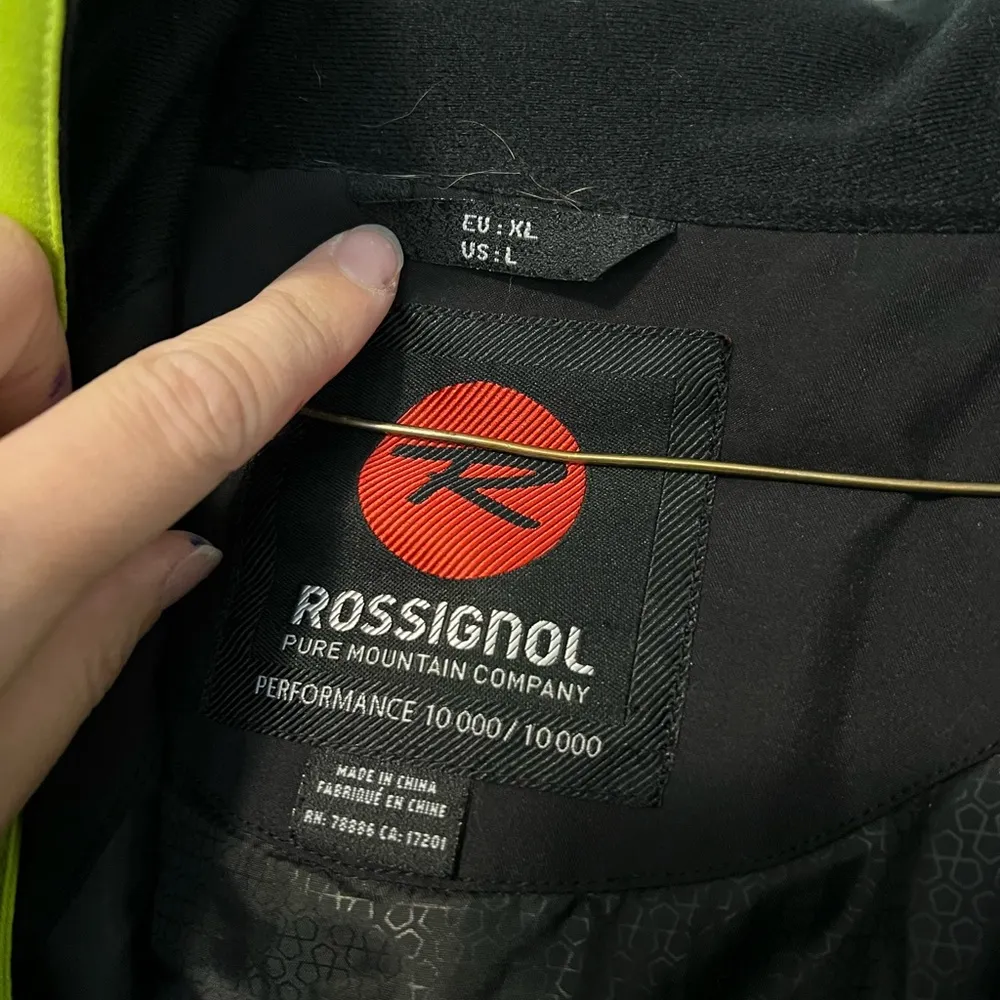 EU:XL
US:L
R
ROSSIGNOL
PURE MOUNTAIN COMPANY
PERFORMANCE 10 000/10 000
MADE IN CHINA
FABRIQUÉ EN CHINE
RN: 78886 CA: 17201